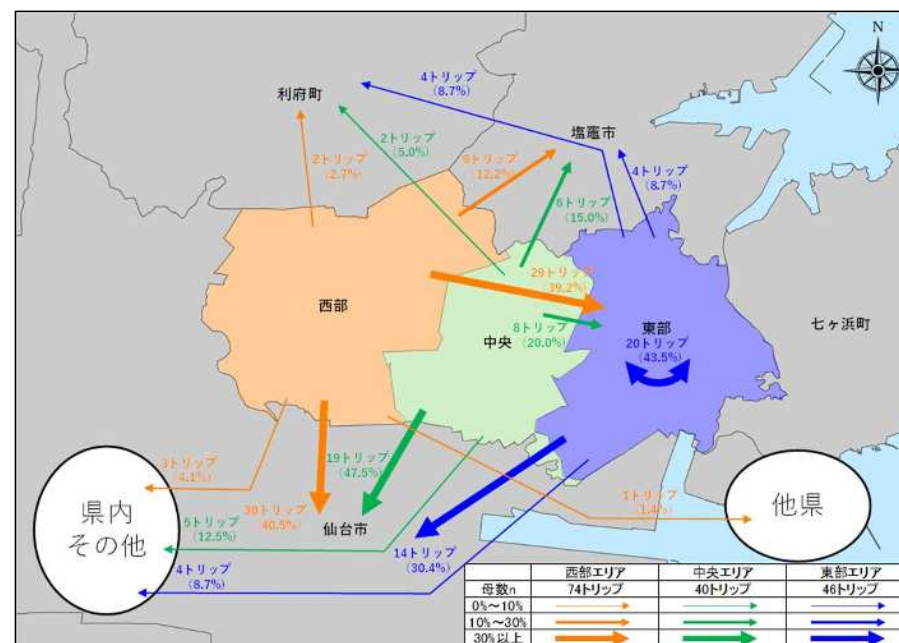 N
4トリップ
(8.7%)
利府町
塩竈市
2トリップ
(5.0%)
9トリップ
(12.2%)
4トリップ
(8.7%)
2トリップ
(2.7%)
6トリップ
(15.0%)
29トリップ
(39.2%)
西部
中央
8トリップ
(20.0%)
東部
20トリップ
(43.5%)
七ヶ浜町
3トリップ
(4.1%)
19トリップ
(47.5%)
県内
その他
30トリップ
(40.5%)
仙台市
1トリップ
(1.4%)
他県
5トリップ
(12.5%)
14トリップ
(30.4%)
4トリップ
(8.7%)
西部エリア 中央エリア 東部エリア
母数n 74トリップ 40トリップ 46トリップ
0%～10%
10%～30%
30%以上